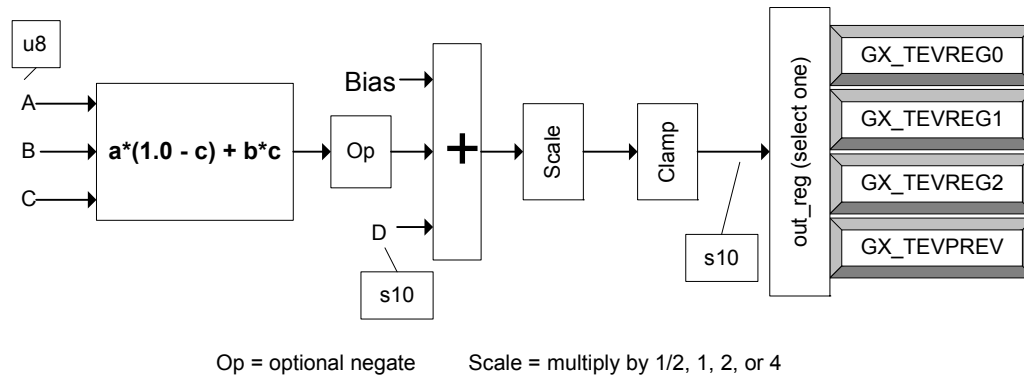 u8
A
B
C
a*(1.0 - c) + b*c
Op
Bias
+
D
s10
Scale
Clamp
s10
out_reg (select one)
GX_TEVREG0
GX_TEVREG1
GX_TEVREG2
GX_TEVPREV
Op = optional negate Scale = multiply by 1/2, 1, 2, or 4